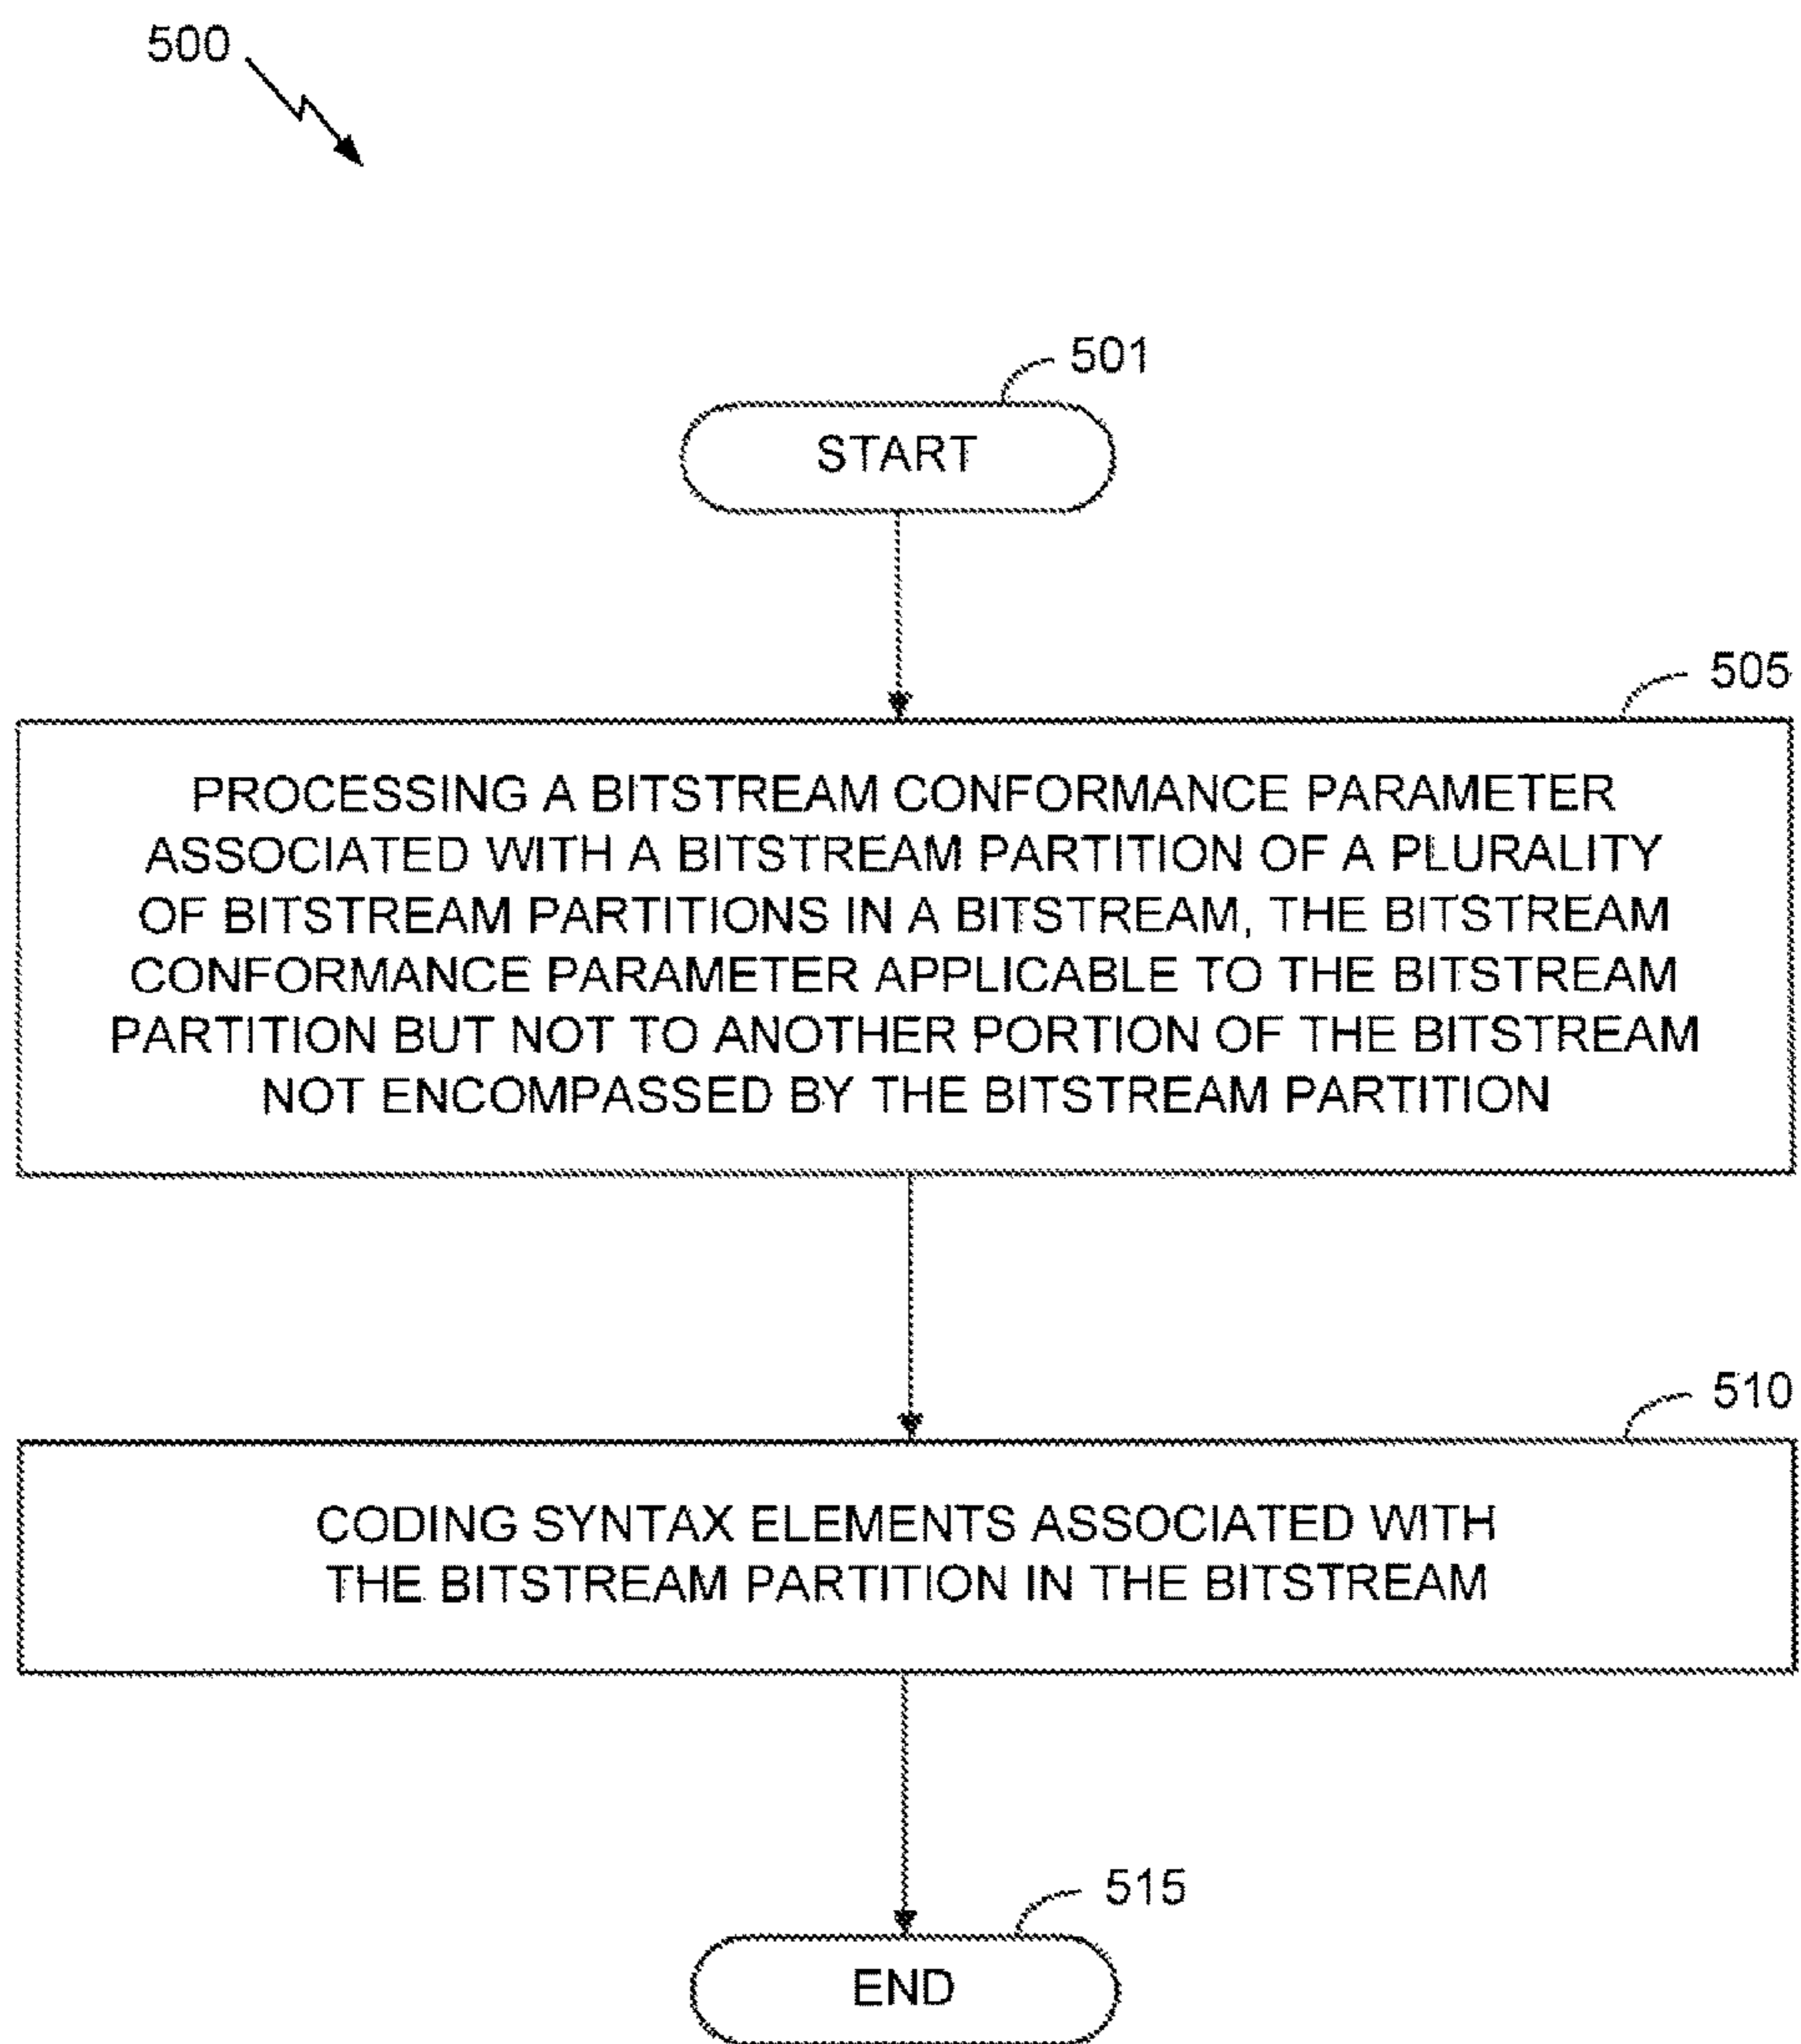 500
501
START
505
PROCESSING A BITSTREAM CONFORMANCE PARAMETER
ASSOCIATED WITH A BITSTREAM PARTITION OF A PLURALITY
OF BITSTREAM PARTITIONS IN A BITSTREAM, THE BITSTREAM
CONFORMANCE PARAMETER APPLICABLE TO THE BITSTREAM
PARTITION BUT NOT TO ANOTHER PORTION OF THE BITSTREAM
NOT ENCOMPASSED BY THE BITSTREAM PARTITION
510
CODING SYNTAX ELEMENTS ASSOCIATED WITH
THE BITSTREAM PARTITION IN THE BITSTREAM
515
END